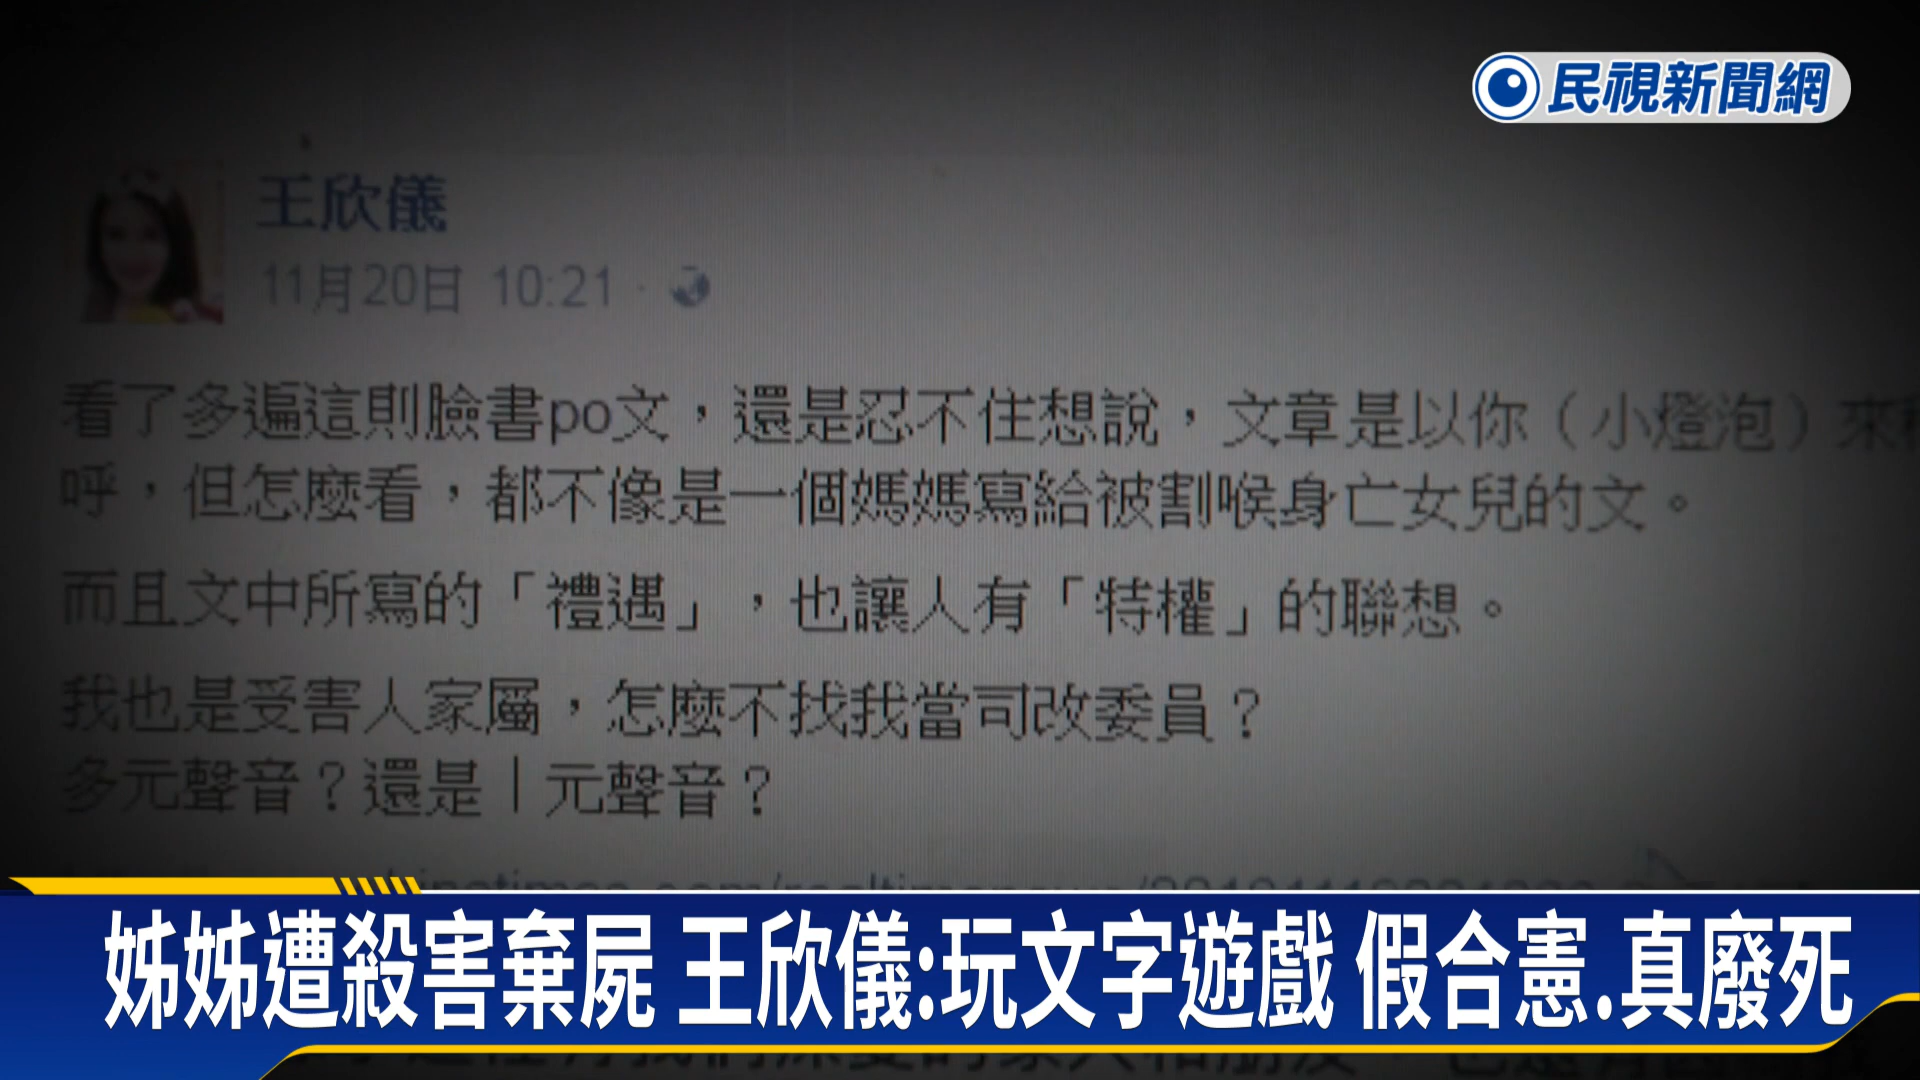 民視新聞網
王欣儀
11月20日 10:21
看了多遍這則臉書po文，還是忍不住想說，文章是以你（小燈泡）來稱
呼，但怎麼看，都不像是一個媽媽寫給被割喉身亡女兒的文。
而且文中所寫的「禮遇」，也讓人有「特權」的聯想。
我也是受害人家屬，怎麼不找我當司改委員？
多元聲音？還是｜元聲音？
姊姊遭殺害棄屍 王欣儀:玩文字遊戲 假合憲.真廢死